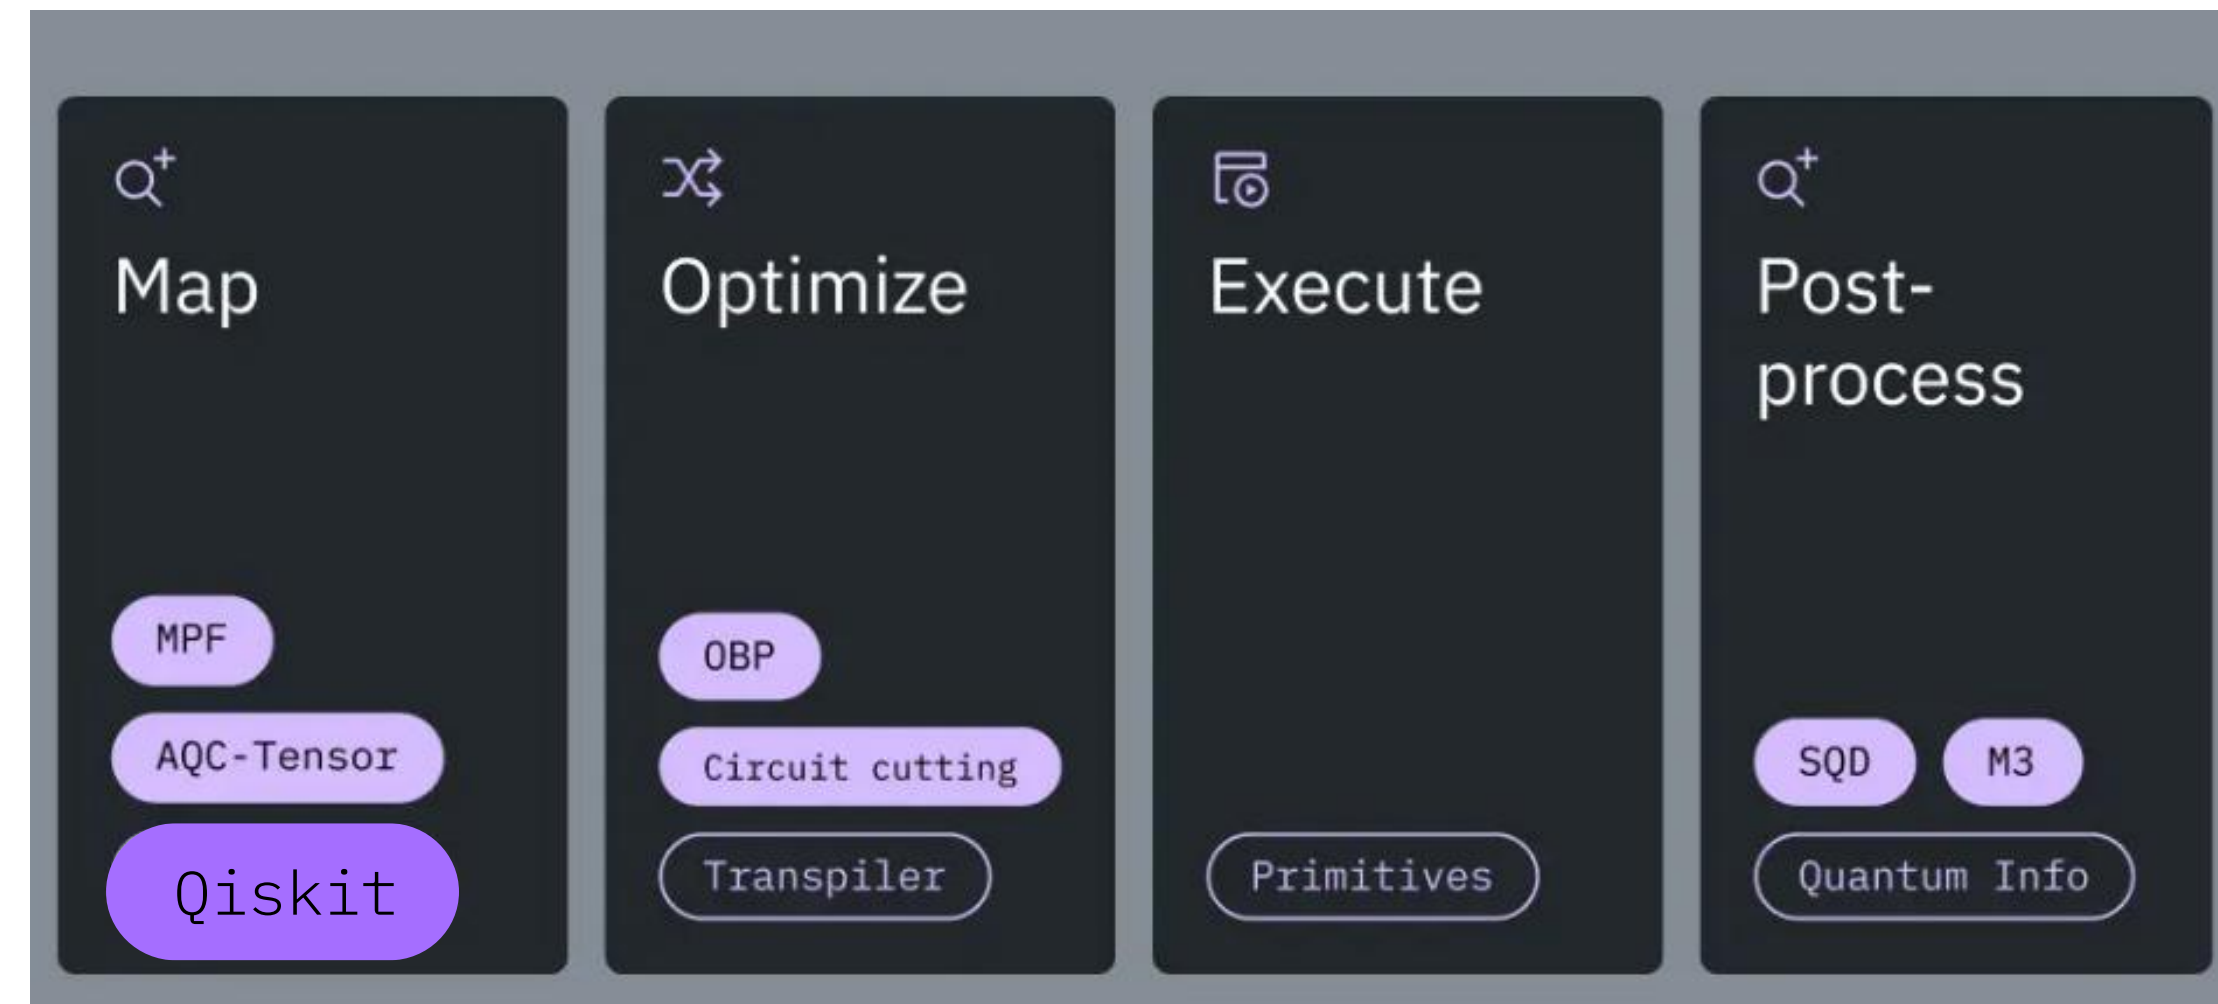 Map
MPF
AQC-Tensor
Qiskit
Optimize
OBP
Circuit cutting
Transpiler
Execute
Primitives
Post-
process
SQD M3
Quantum Info